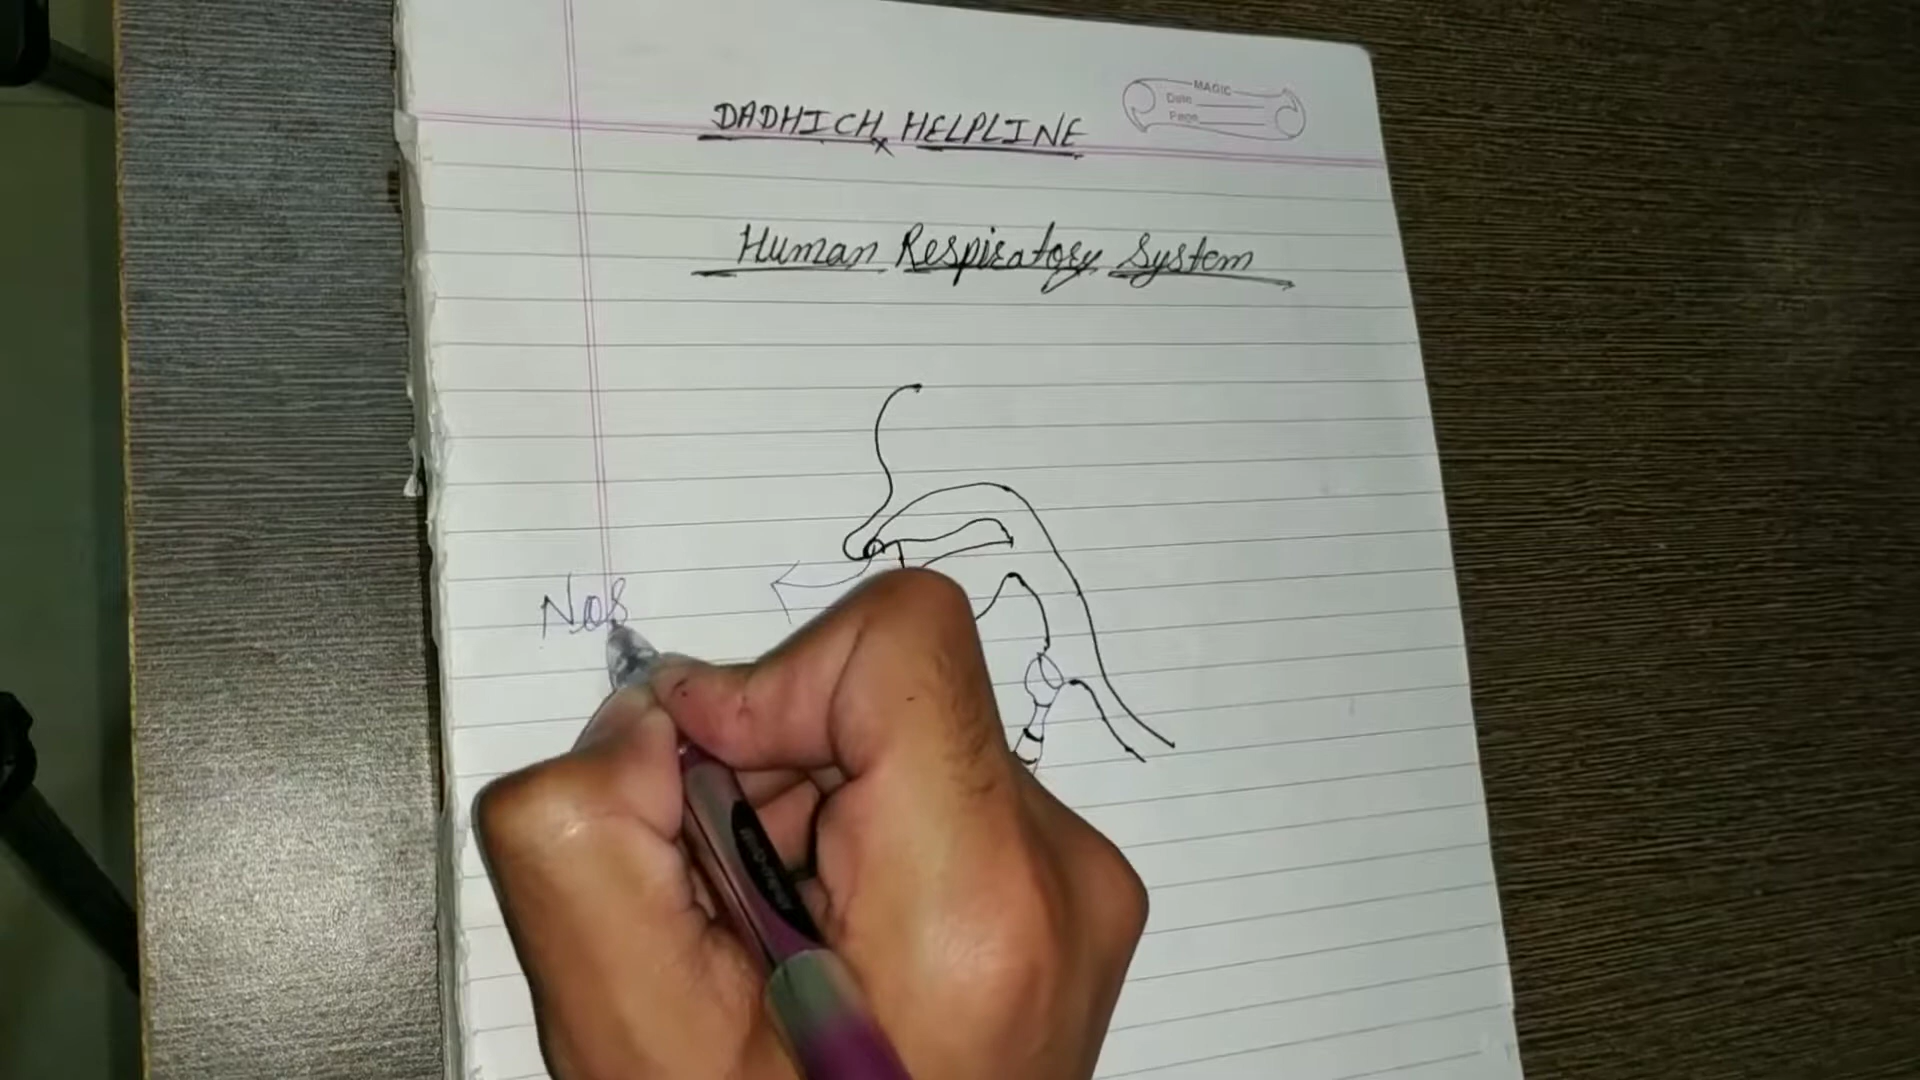 MAGIC
Date
Page
DADHICH HELPLINE
Human Respiratory System
Nos